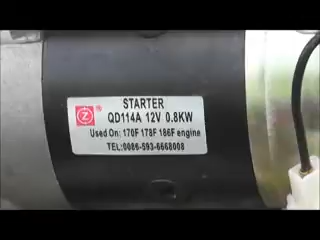 STARTER
QD114A 12V 0.8KW
Used On: 170F 178F 186F engine
TEL:0086-593-6668008